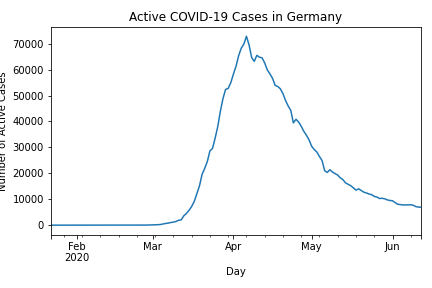 Active COVID-19 Cases in Germany
Number of Active Cases
70000
60000
50000
40000
30000
20000
10000
0
Feb Mar Apr May Jun
2020
Day